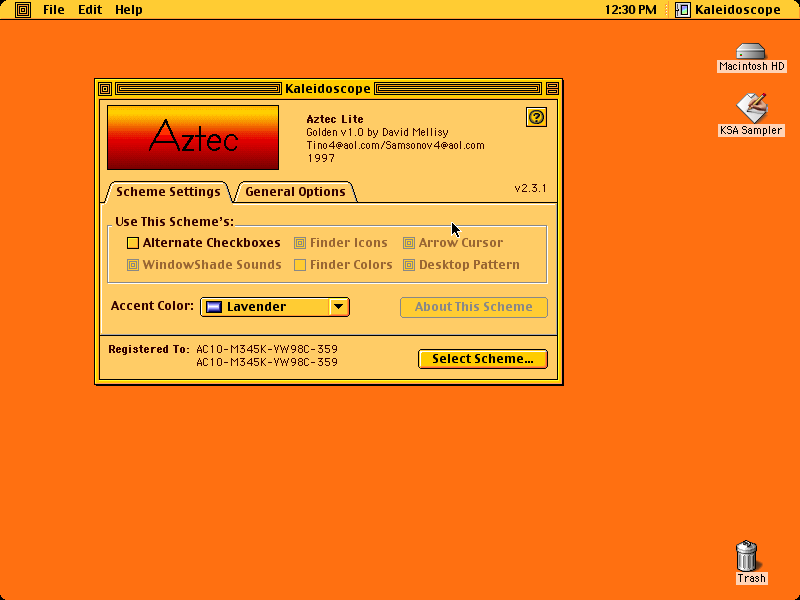 File Edit Help 12:30 PM Kaleidoscope
Macintosh HD
KSA Sampler
Kaleidoscope
Aztec
Aztec Lite
Golden v1.0 by David Mellisy
Tino4@aol.com/Samsonov4@aol.com
1997
v2.3.1
Scheme Settings General Options
Use This Scheme's:
Alternate Checkboxes Finder Icons Arrow Cursor
WindowShade Sounds Finder Colors Desktop Pattern
Accent Color: Lavender About This Scheme
Registered To: AC10-M345K-VW98C-359
AC10-M345K-VW98C-359
Select Scheme...
Trash